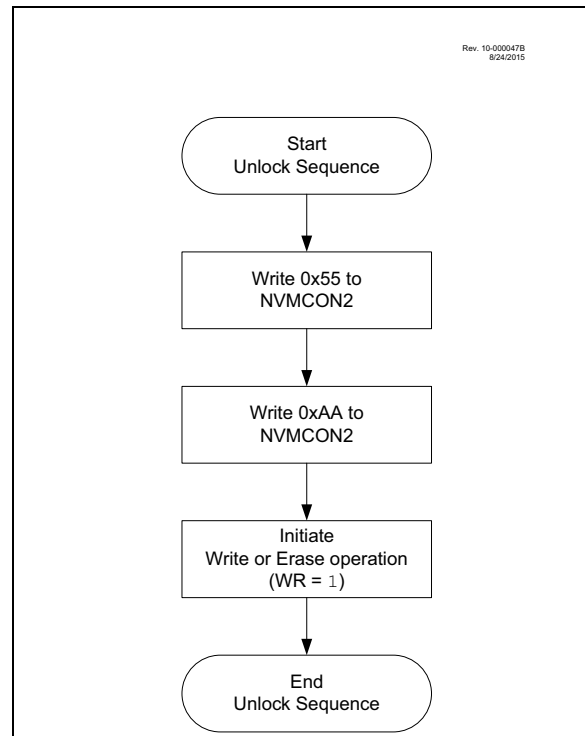 Rev. 10-000047B
8/24/2015
Start
Unlock Sequence
Write 0x55 to
NVMCON2
Write 0xAA to
NVMCON2
Initiate
Write or Erase operation
(WR = 1)
End
Unlock Sequence